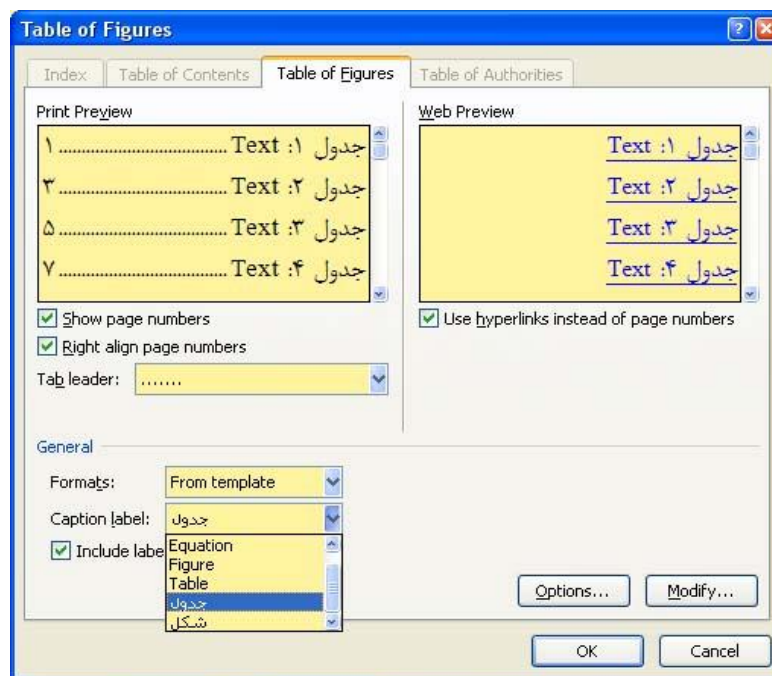 Table of Figures
Index
Table of Contents
Table of Figures
Table of Authorities
Print Preview
جدول ۱: Text ................................... ۱
جدول ۲: Text ................................... ۳
جدول ۳: Text ................................... ۵
جدول ۴: Text ................................... ۷
Show page numbers
Right align page numbers
Tab leader: .......
Web Preview
جدول ۱: Text
جدول ۲: Text
جدول ۳: Text
جدول ۴: Text
Use hyperlinks instead of page numbers
General
Formats: From template
Caption label: جدول
Include labe
Equation
Figure
Table
جدول
شکل
Options...
Modify...
OK
Cancel